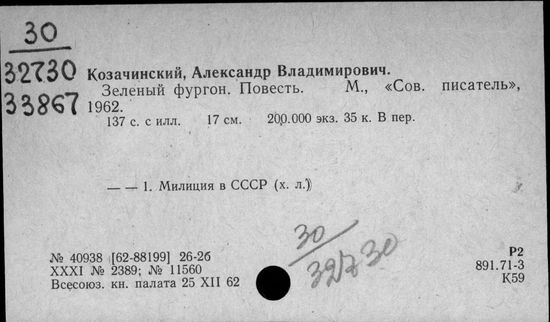 30
32730
33867
Козачинский, Александр Владимирович.
Зеленый фургон. Повесть. М., «Сов. писатель»,
1962.
137 с. с илл. 17 см. 200.000 экз. 35 к. В пер.
— — 1. Милиция в СССР (х. л.)
30
32730
№ 40938 [62-88199] 26-2б
XXXI № 2389; № 11560
Всесоюз. кн. палата 25 XII 62
Р2
891.71-3
К59